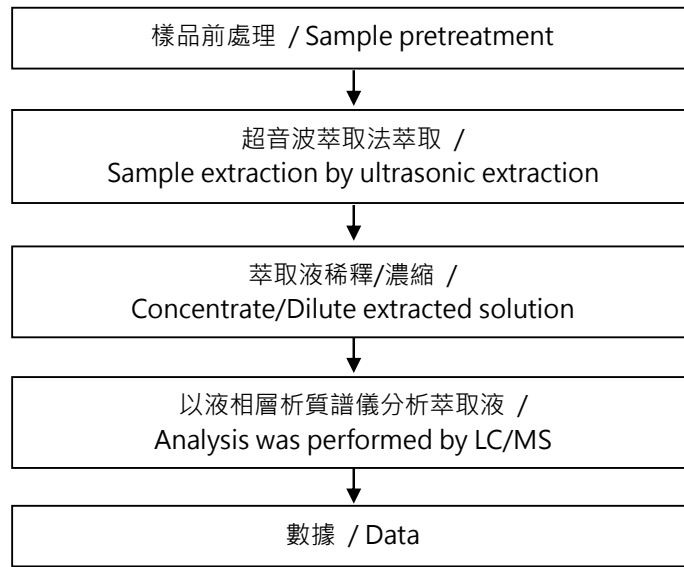 樣品前處理 / Sample pretreatment
超音波萃取法萃取 /
Sample extraction by ultrasonic extraction
萃取液稀釋/濃縮 /
Concentrate/Dilute extracted solution
以液相層析質譜儀分析萃取液 /
Analysis was performed by LC/MS
數據 / Data